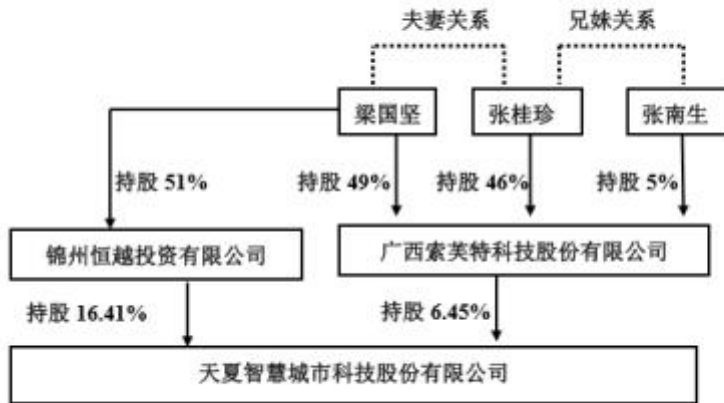 夫妻关系 兄妹关系
梁国坚 张桂珍 张南生
持股 51% 持股 49% 持股 46% 持股 5%
锦州恒越投资有限公司 广西索芙特科技股份有限公司
持股 16.41% 持股 6.45%
天夏智慧城市科技股份有限公司